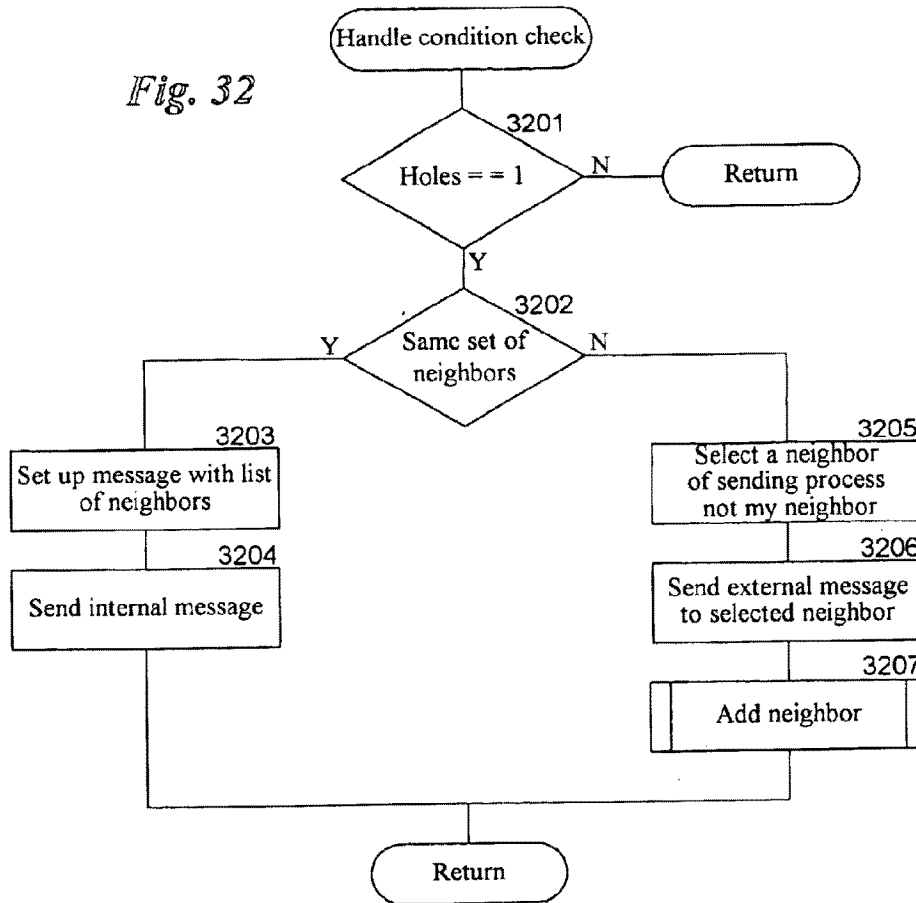 Handle condition check
Fig. 32
3201
Holes = = 1
N
Return
Y
3202
Same set of
neighbors
Y
N
3203
Set up message with list
of neighbors
3204
Send internal message
3205
Select a neighbor
of sending process
not my neighbor
3206
Send external message
to selected neighbor
3207
Add neighbor
Return